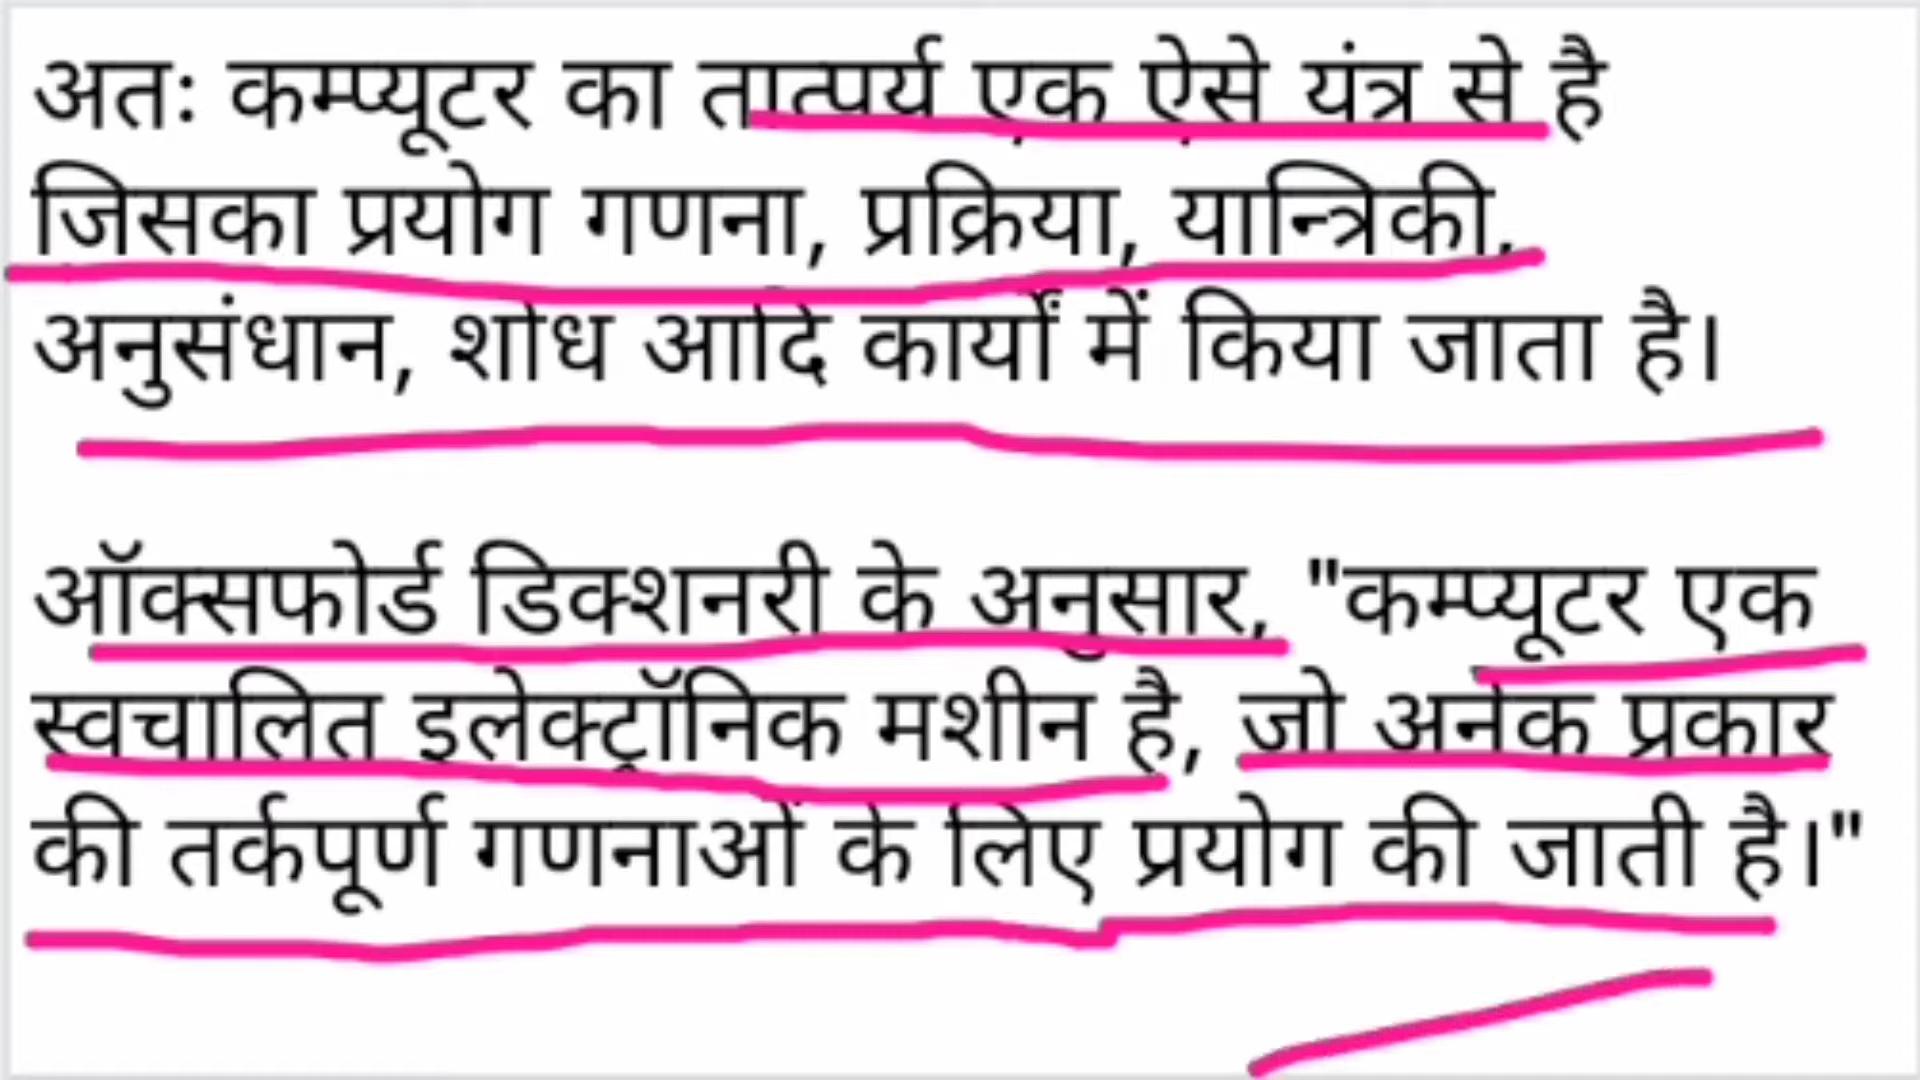 अतः कम्प्यूटर का तात्पर्य एक ऐसे यंत्र से है
जिसका प्रयोग गणना, प्रक्रिया, यान्त्रिकी,
अनुसंधान, शोध आदि कार्यों में किया जाता है।
ऑक्सफोर्ड डिक्शनरी के अनुसार, "कम्प्यूटर एक
स्वचालित इलेक्ट्रॉनिक मशीन है, जो अनेक प्रकार
की तर्कपूर्ण गणनाओं के लिए प्रयोग की जाती है।"